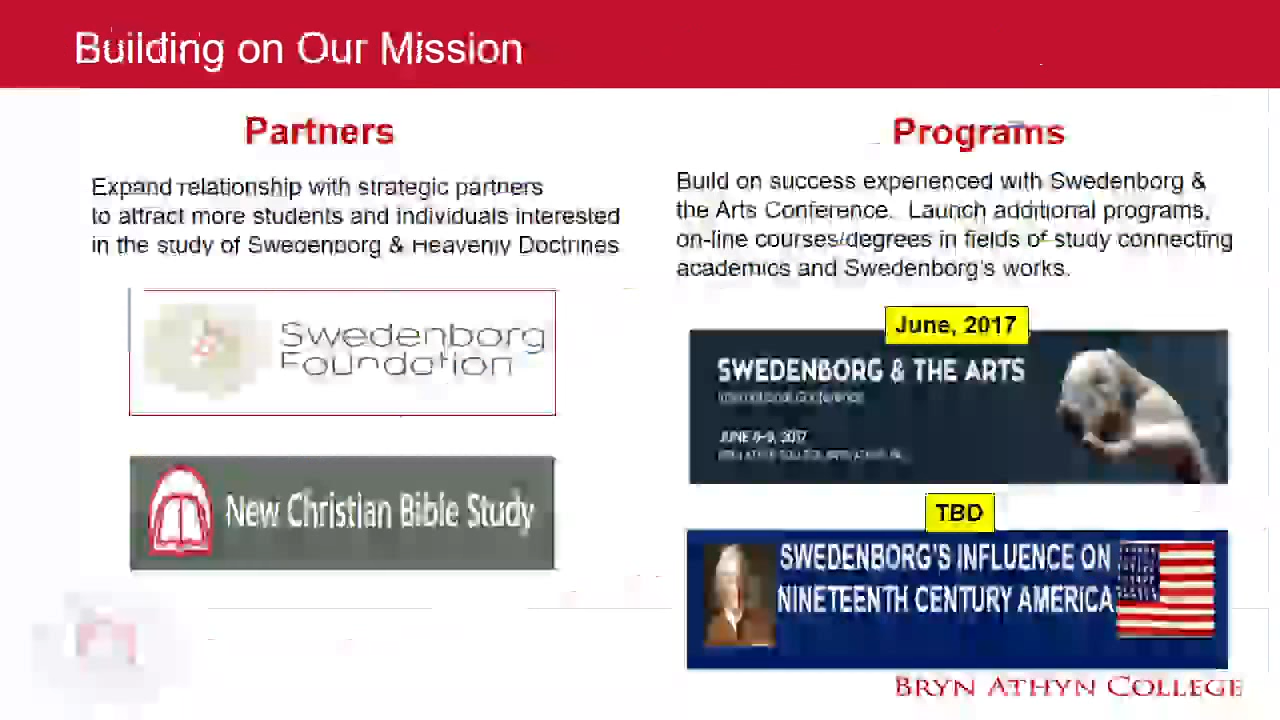 Building on Our Mission
Partners
Expand relationship with strategic partners
to attract more students and individuals interested
in the study of Swedenborg & Heavenly Doctrines
Swedenborg
Foundation
New Christian Bible Study
Programs
Build on success experienced with Swedenborg &
the Arts Conference. Launch additional programs,
on-line courses/degrees in fields of study connecting
academics and Swedenborg's works.
June, 2017
SWEDENBORG & THE ARTS
International Conference
JUNE 6-9, 2017
TBD
SWEDENBORG'S INFLUENCE ON
NINETEENTH CENTURY AMERICA
BRYN ATHYN COLLEGE